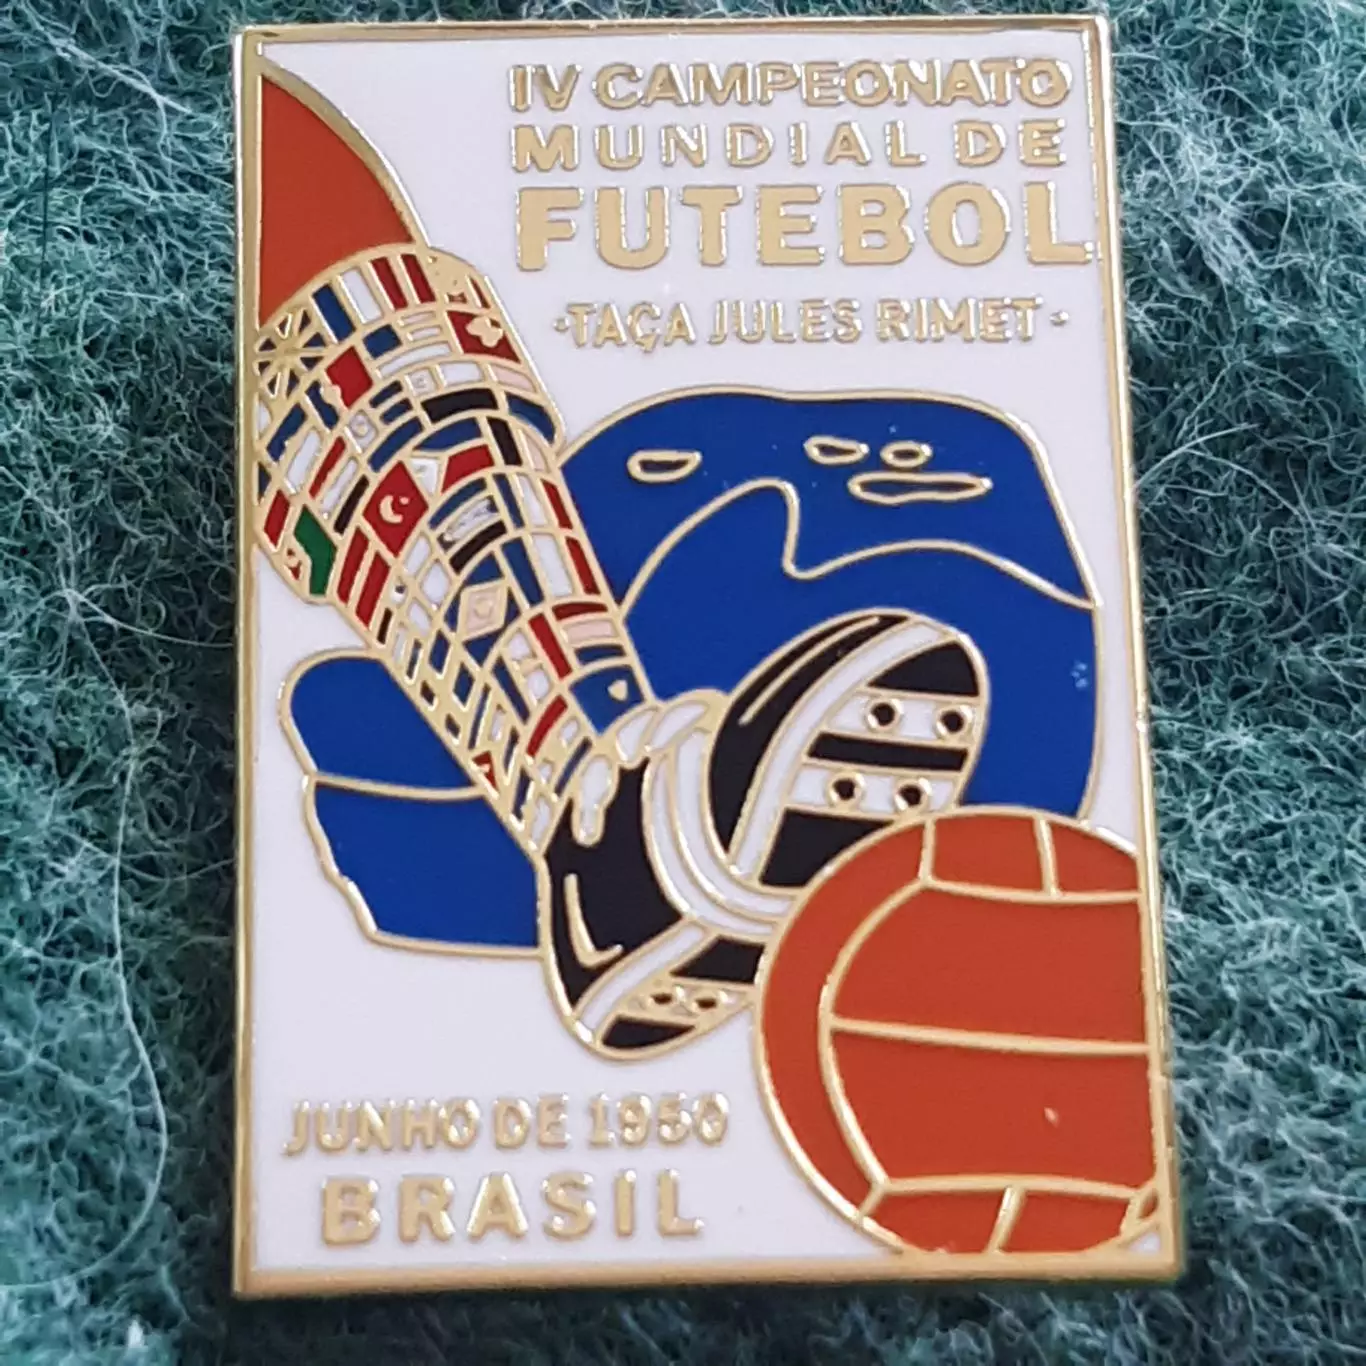 IV CAMPEONATO
MUNDIAL DE
FUTEBOL
·TAÇA JULES RIMET·
JUNHO DE 1950
BRASIL